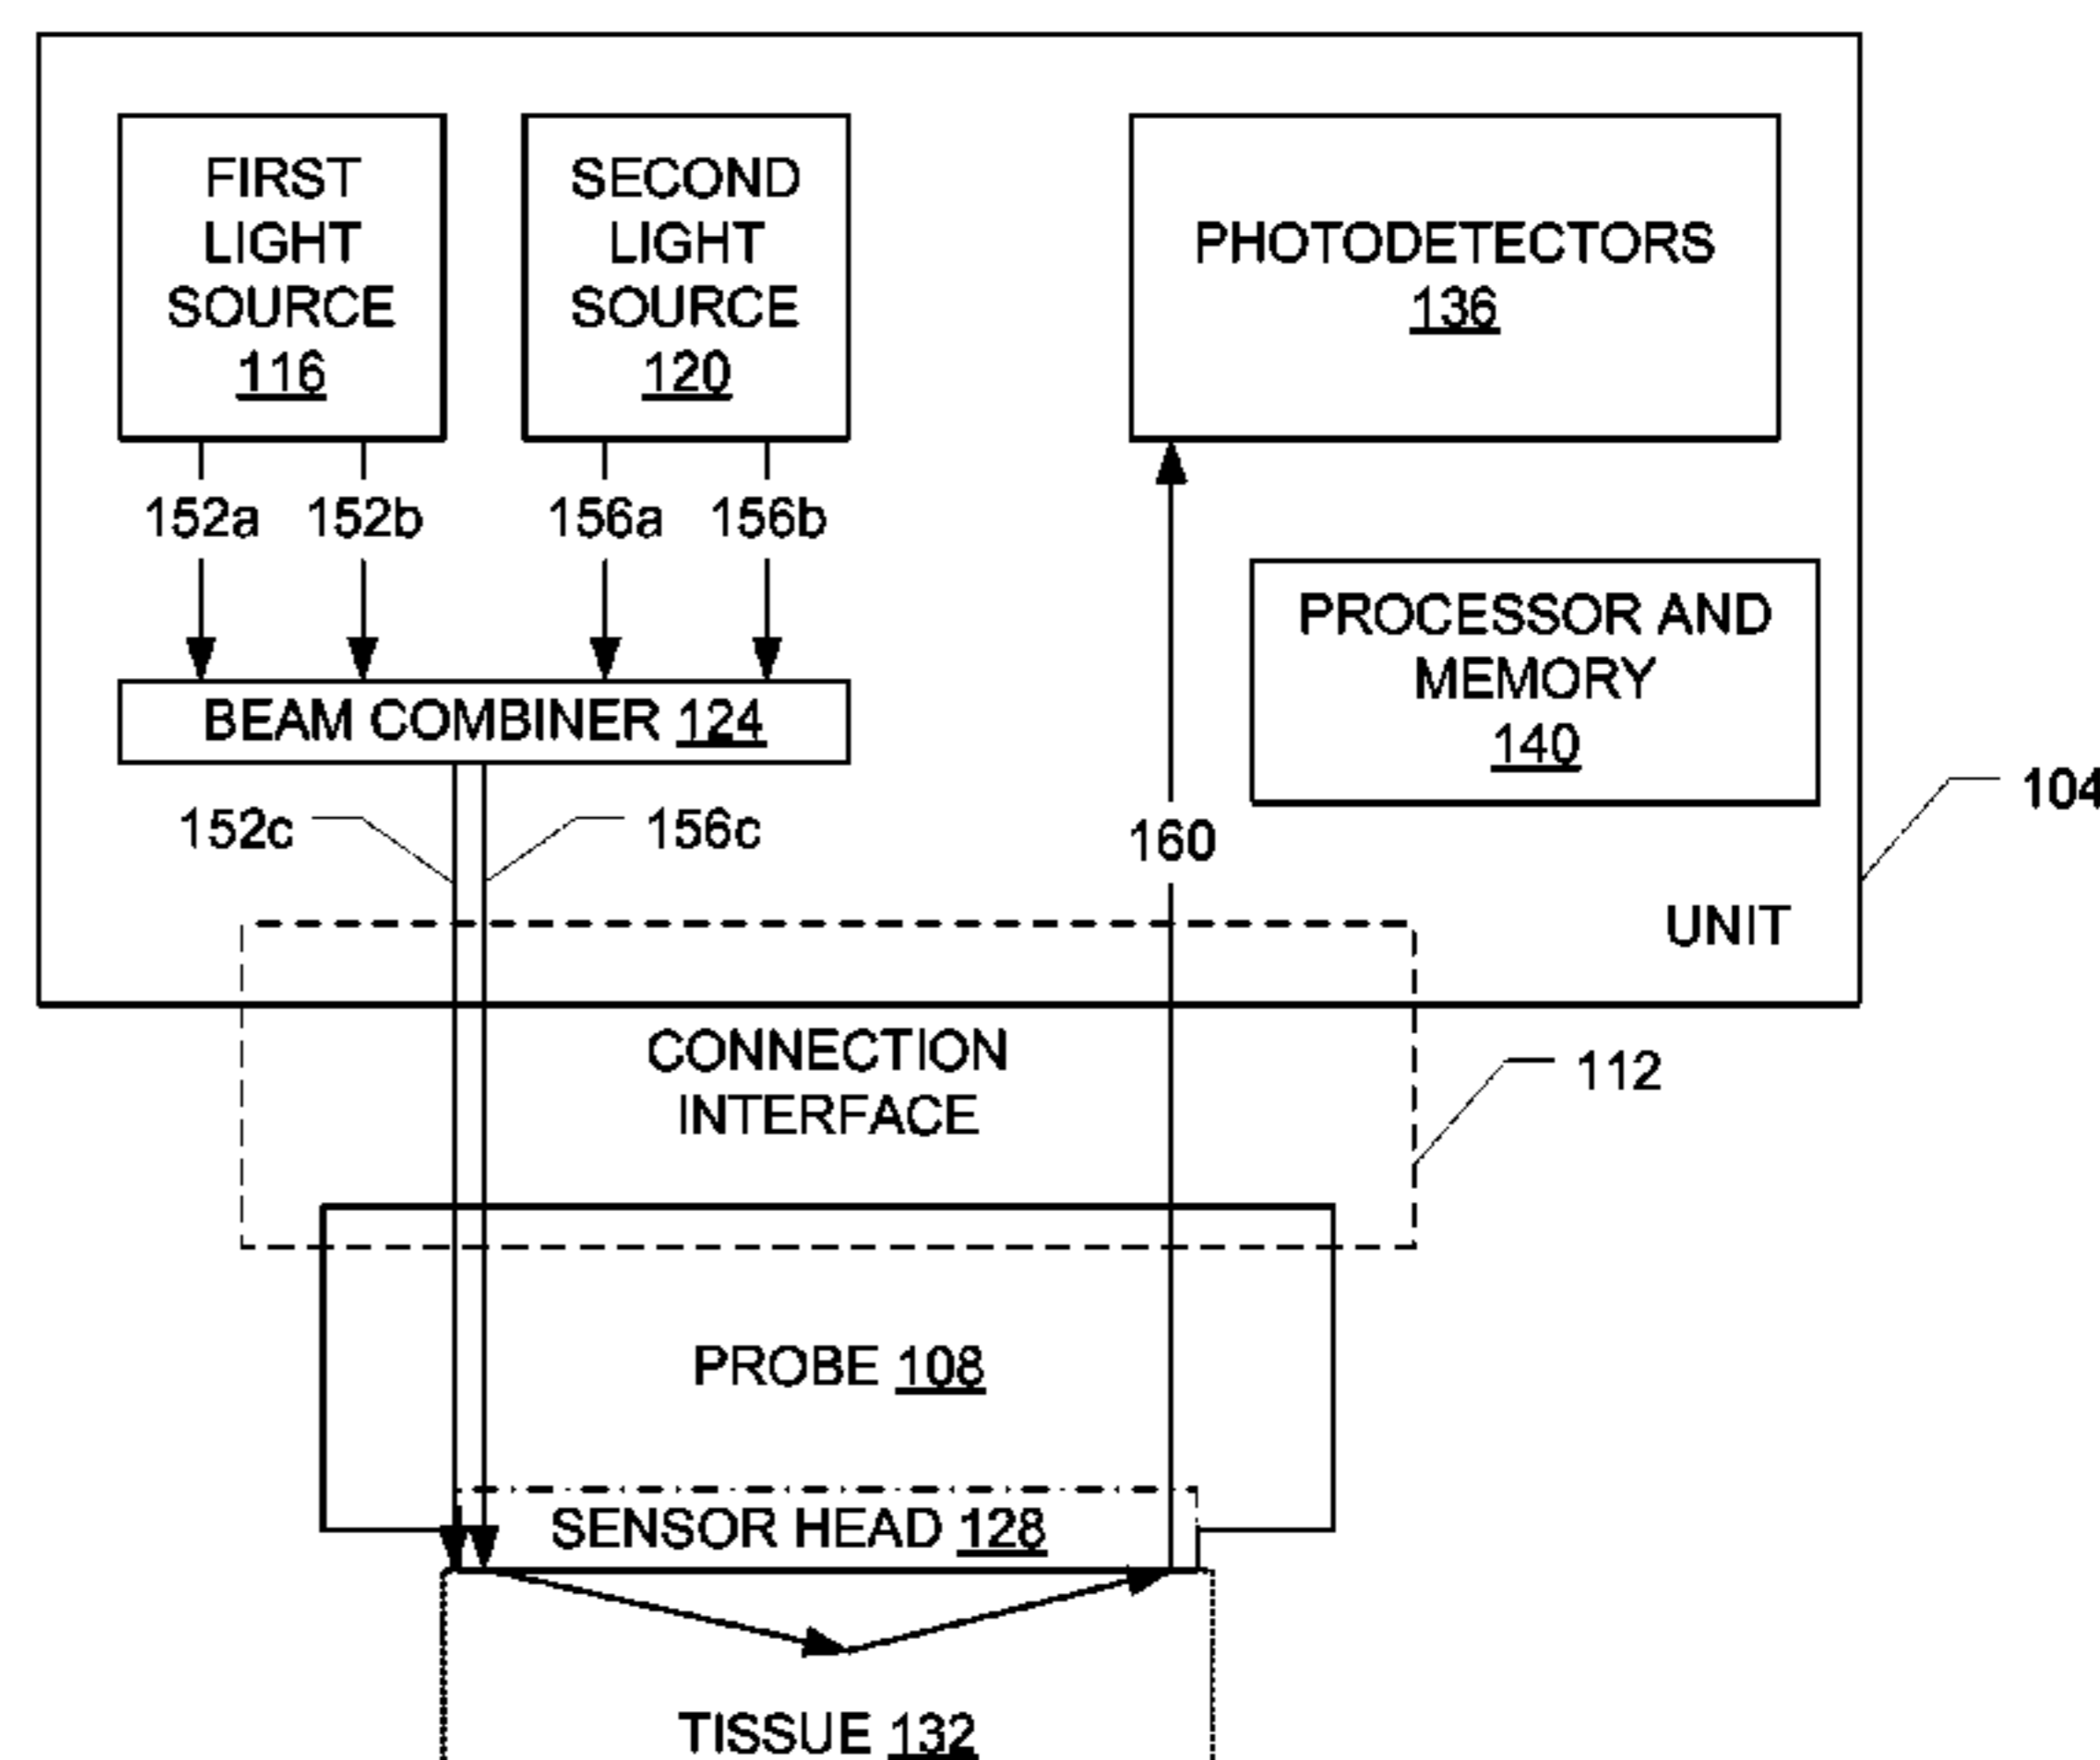 FIRST
LIGHT
SOURCE
116
SECOND
LIGHT
SOURCE
120
PHOTODETECTORS
136
152a
152b
156a
156b
PROCESSOR AND
MEMORY
140
BEAM COMBINER 124
104
152c
156c
160
UNIT
CONNECTION
INTERFACE
112
PROBE 108
SENSOR HEAD 128
TISSUE 132